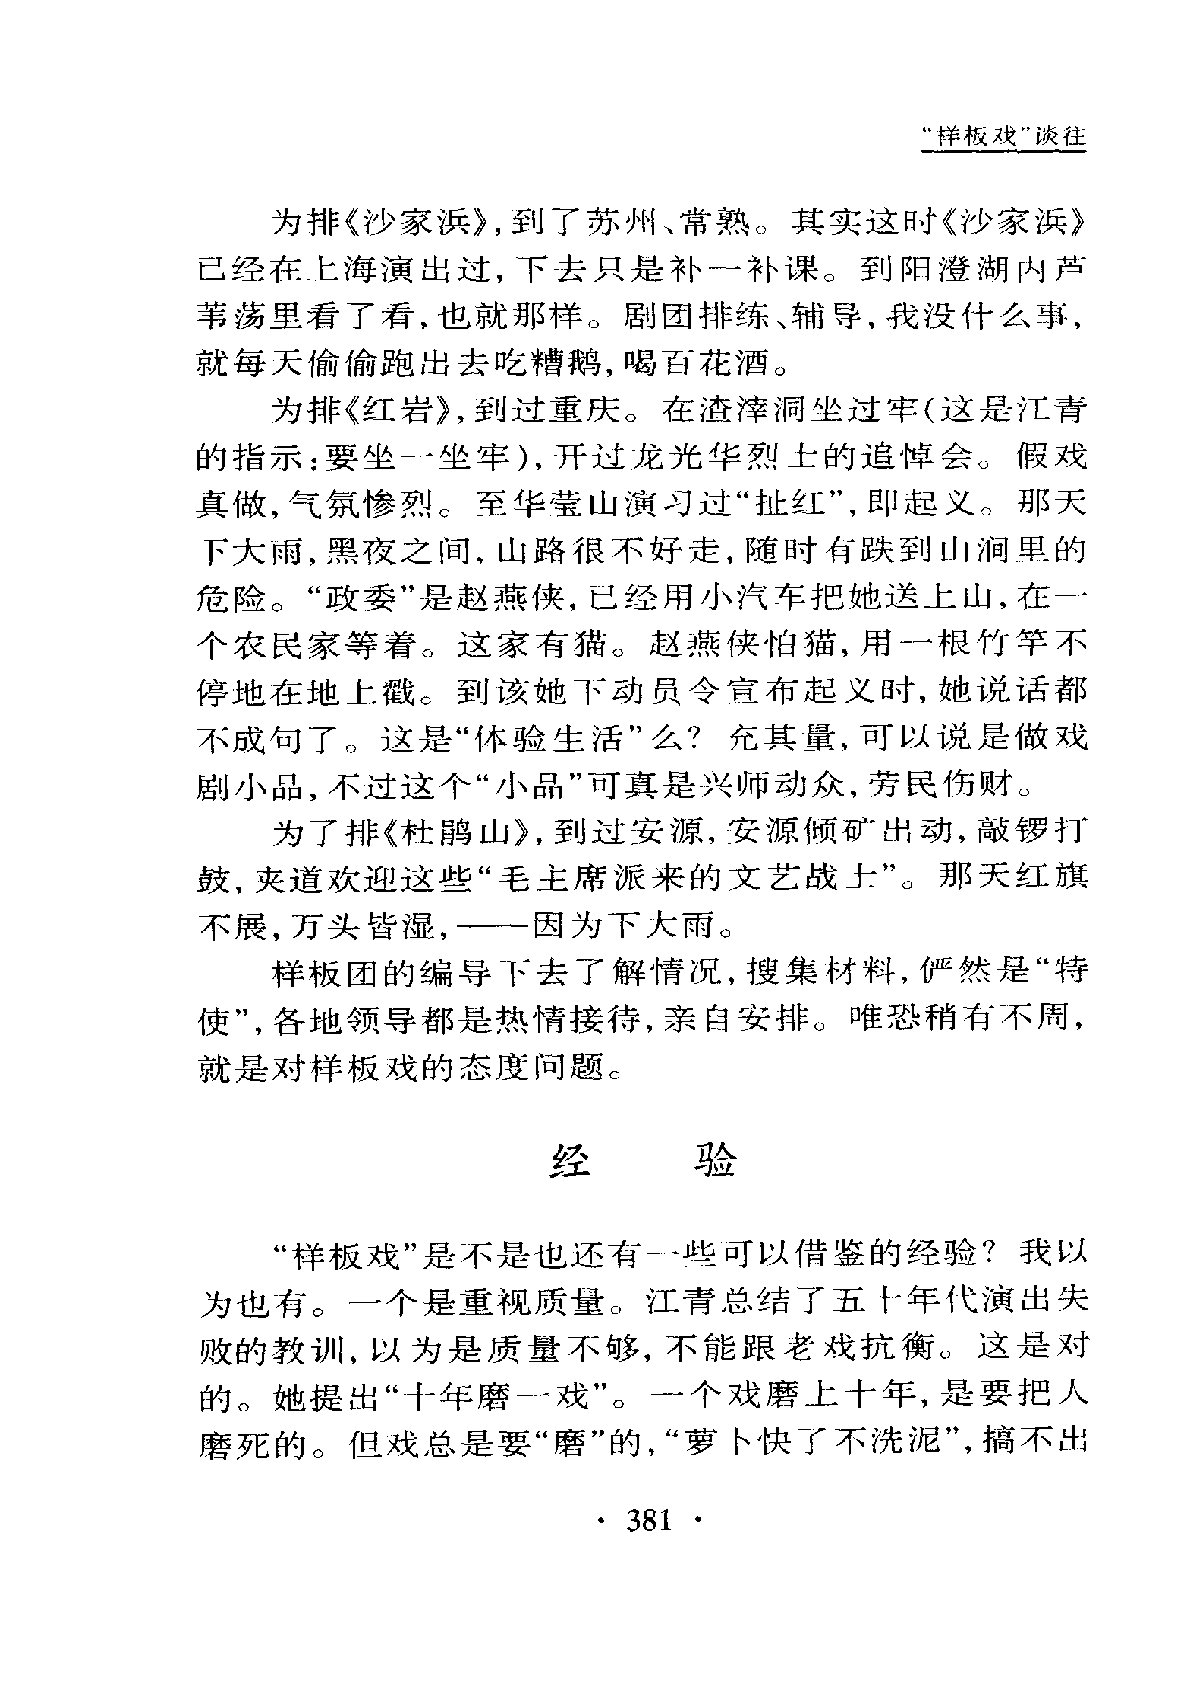 “样板戏”谈往
为排《沙家浜》,到了苏州、常熟。其实这时《沙家浜》
已经在上海演出过,下去只是补一补课。到阳澄湖内芦
苇荡里看了看,也就那样。剧团排练、辅导,我没什么事,
就每天偷偷跑出去吃糟鹅,喝百花酒。
为排《红岩》,到过重庆。在渣滓洞坐过牢(这是江青
的指示:要坐一坐牢),开过龙光华烈士的追悼会。假戏
真做,气氛惨烈。至华莹山演习过“扯红”,即起义。那天
下大雨,黑夜之间,山路很不好走,随时有跌到山涧里的
危险。“政委”是赵燕侠,已经用小汽车把她送上山,在一
个农民家等着。这家有猫。赵燕侠怕猫,用一根竹竿不
停地在地上戳。到该她下动员令宣布起义时,她说话都
不成句了。这是“体验生活”么?充其量,可以说是做戏
剧小品,不过这个“小品”可真是兴师动众,劳民伤财。
为了排《杜鹃山》,到过安源,安源倾矿出动,敲锣打
鼓,夹道欢迎这些“毛主席派来的文艺战士”。那天红旗
不展,万头皆湿,——因为下大雨。
样板团的编导下去了解情况,搜集材料,俨然是“特
使”,各地领导都是热情接待,亲自安排。唯恐稍有不周,
就是对样板戏的态度问题。
经 验
“样板戏”是不是也还有一些可以借鉴的经验?我以
为也有。一个是重视质量。江青总结了五十年代演出失
败的教训,以为是质量不够,不能跟老戏抗衡。这是对
的。她提出“十年磨一戏”。一个戏磨上十年,是要把人
磨死的。但戏总是要“磨”的,“萝卜快了不洗泥”,搞不出
· 381 ·